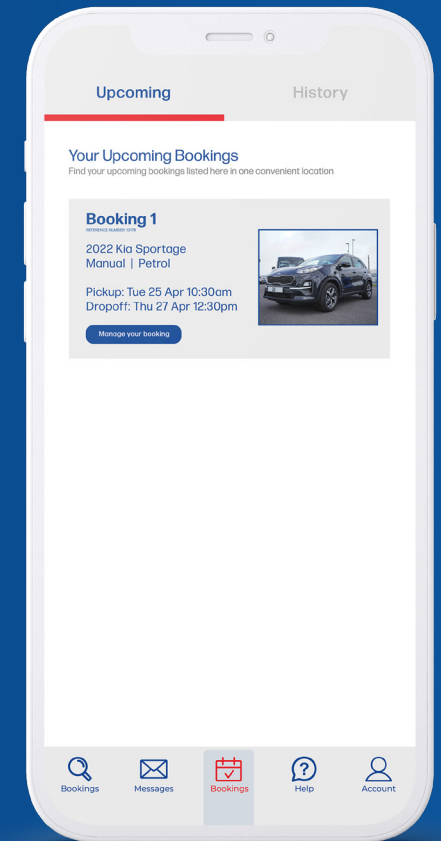 Upcoming
History
Your Upcoming Bookings
Find your upcoming bookings listed here in one convenient location
Booking 1
REFERENCE NUMBER
2022 Kia Sportage
Manual | Petrol
Pickup: Tue 25 Apr 10:30am
Dropoff: Thu 27 Apr 12:30pm
Manage your booking
Bookings
Messages
Bookings
Help
Account